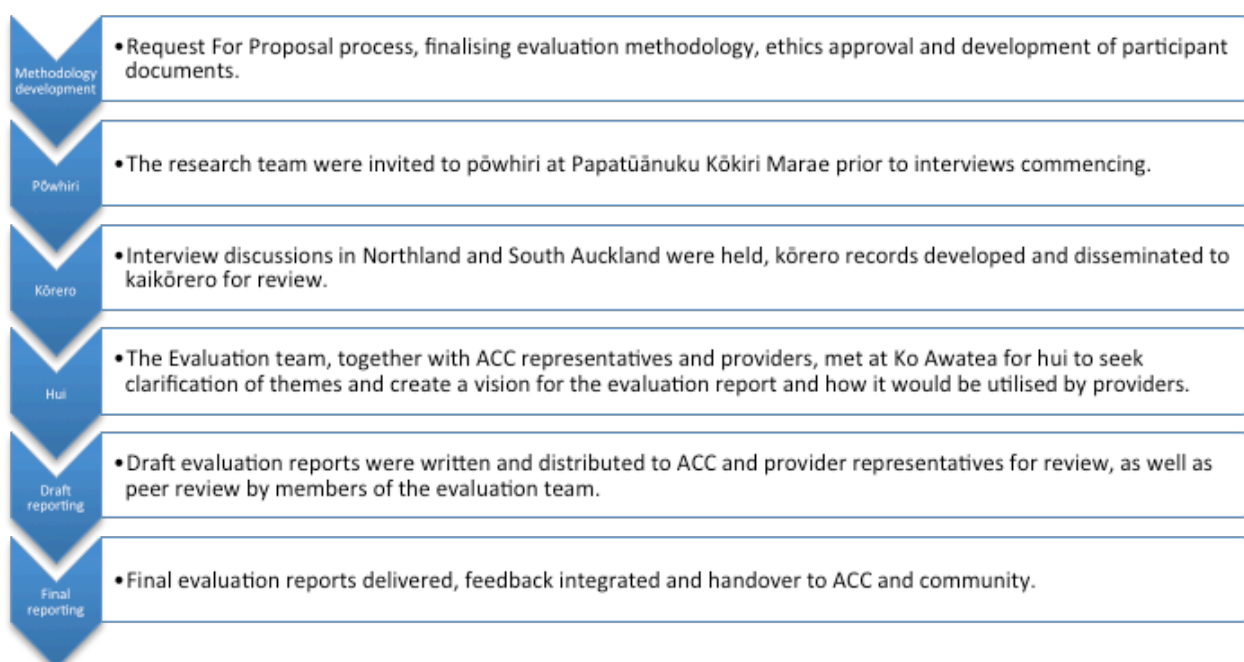 Methodology
development
•Request For Proposal process, finalising evaluation methodology, ethics approval and development of participant
documents.
Pōwhiri
•The research team were invited to pōwhiri at Papatūānuku Kōkiri Marae prior to interviews commencing.
Kōrero
•Interview discussions in Northland and South Auckland were held, kōrero records developed and disseminated to
kaikōrero for review.
Hui
•The Evaluation team, together with ACC representatives and providers, met at Ko Awatea for hui to seek
clarification of themes and create a vision for the evaluation report and how it would be utilised by providers.
Draft
reporting
•Draft evaluation reports were written and distributed to ACC and provider representatives for review, as well as
peer review by members of the evaluation team.
Final
reporting
•Final evaluation reports delivered, feedback integrated and handover to ACC and community.